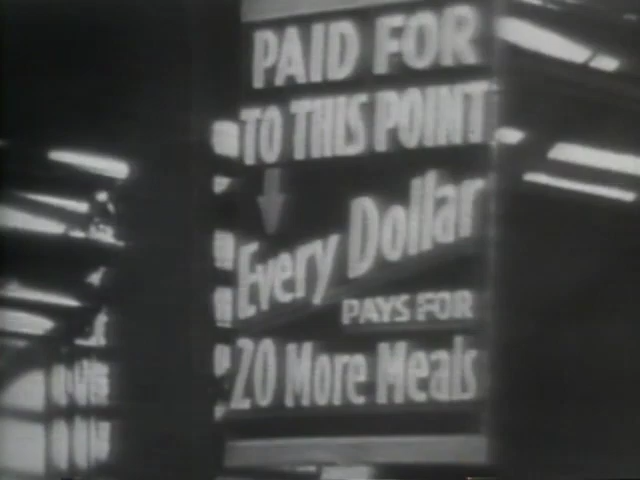 PAID FOR
TO THIS POINT
Every Dollar
PAYS FOR
20 More Meals